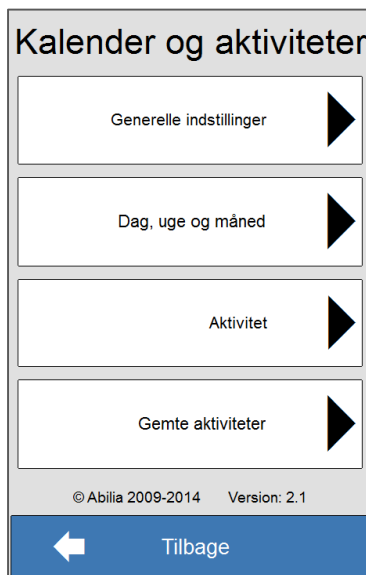 Kalender og aktiviteter
Generelle indstillinger
Dag, uge og måned
Aktivitet
Gemte aktiviteter
© Abilia 2009-2014 Version: 2.1
Tilbage